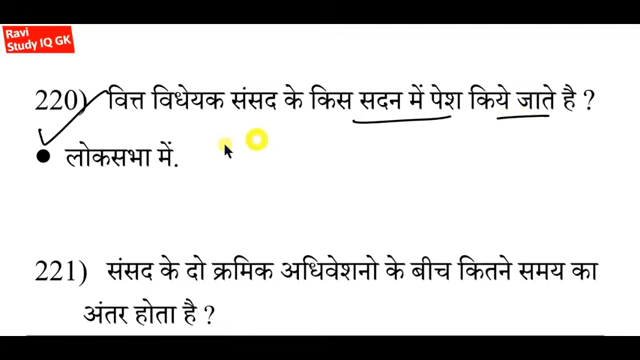 Ravi
Study IQ GK
220) वित्त विधेयक संसद के किस सदन में पेश किये जाते है ?
• लोकसभा में.
221) संसद के दो क्रमिक अधिवेशनो के बीच कितने समय का
अंतर होता है ?